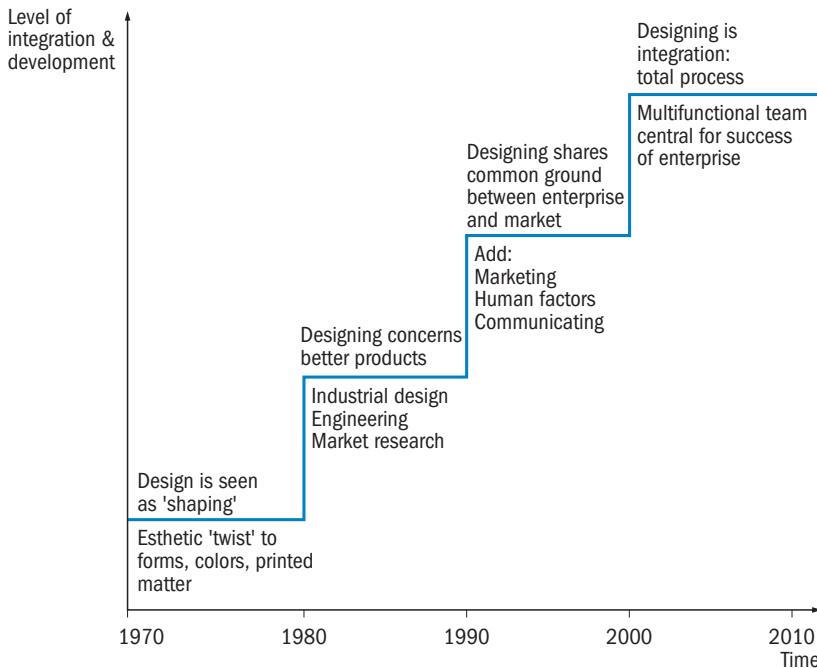 Level of
integration &
development
Designing is
integration:
total process
Multifunctional team
central for success
of enterprise
Designing shares
common ground
between enterprise
and market
Add:
Marketing
Human factors
Communicating
Designing concerns
better products
Industrial design
Engineering
Market research
Design is seen
as 'shaping'
Esthetic 'twist' to
forms, colors, printed
matter
1970 1980 1990 2000 2010
Time